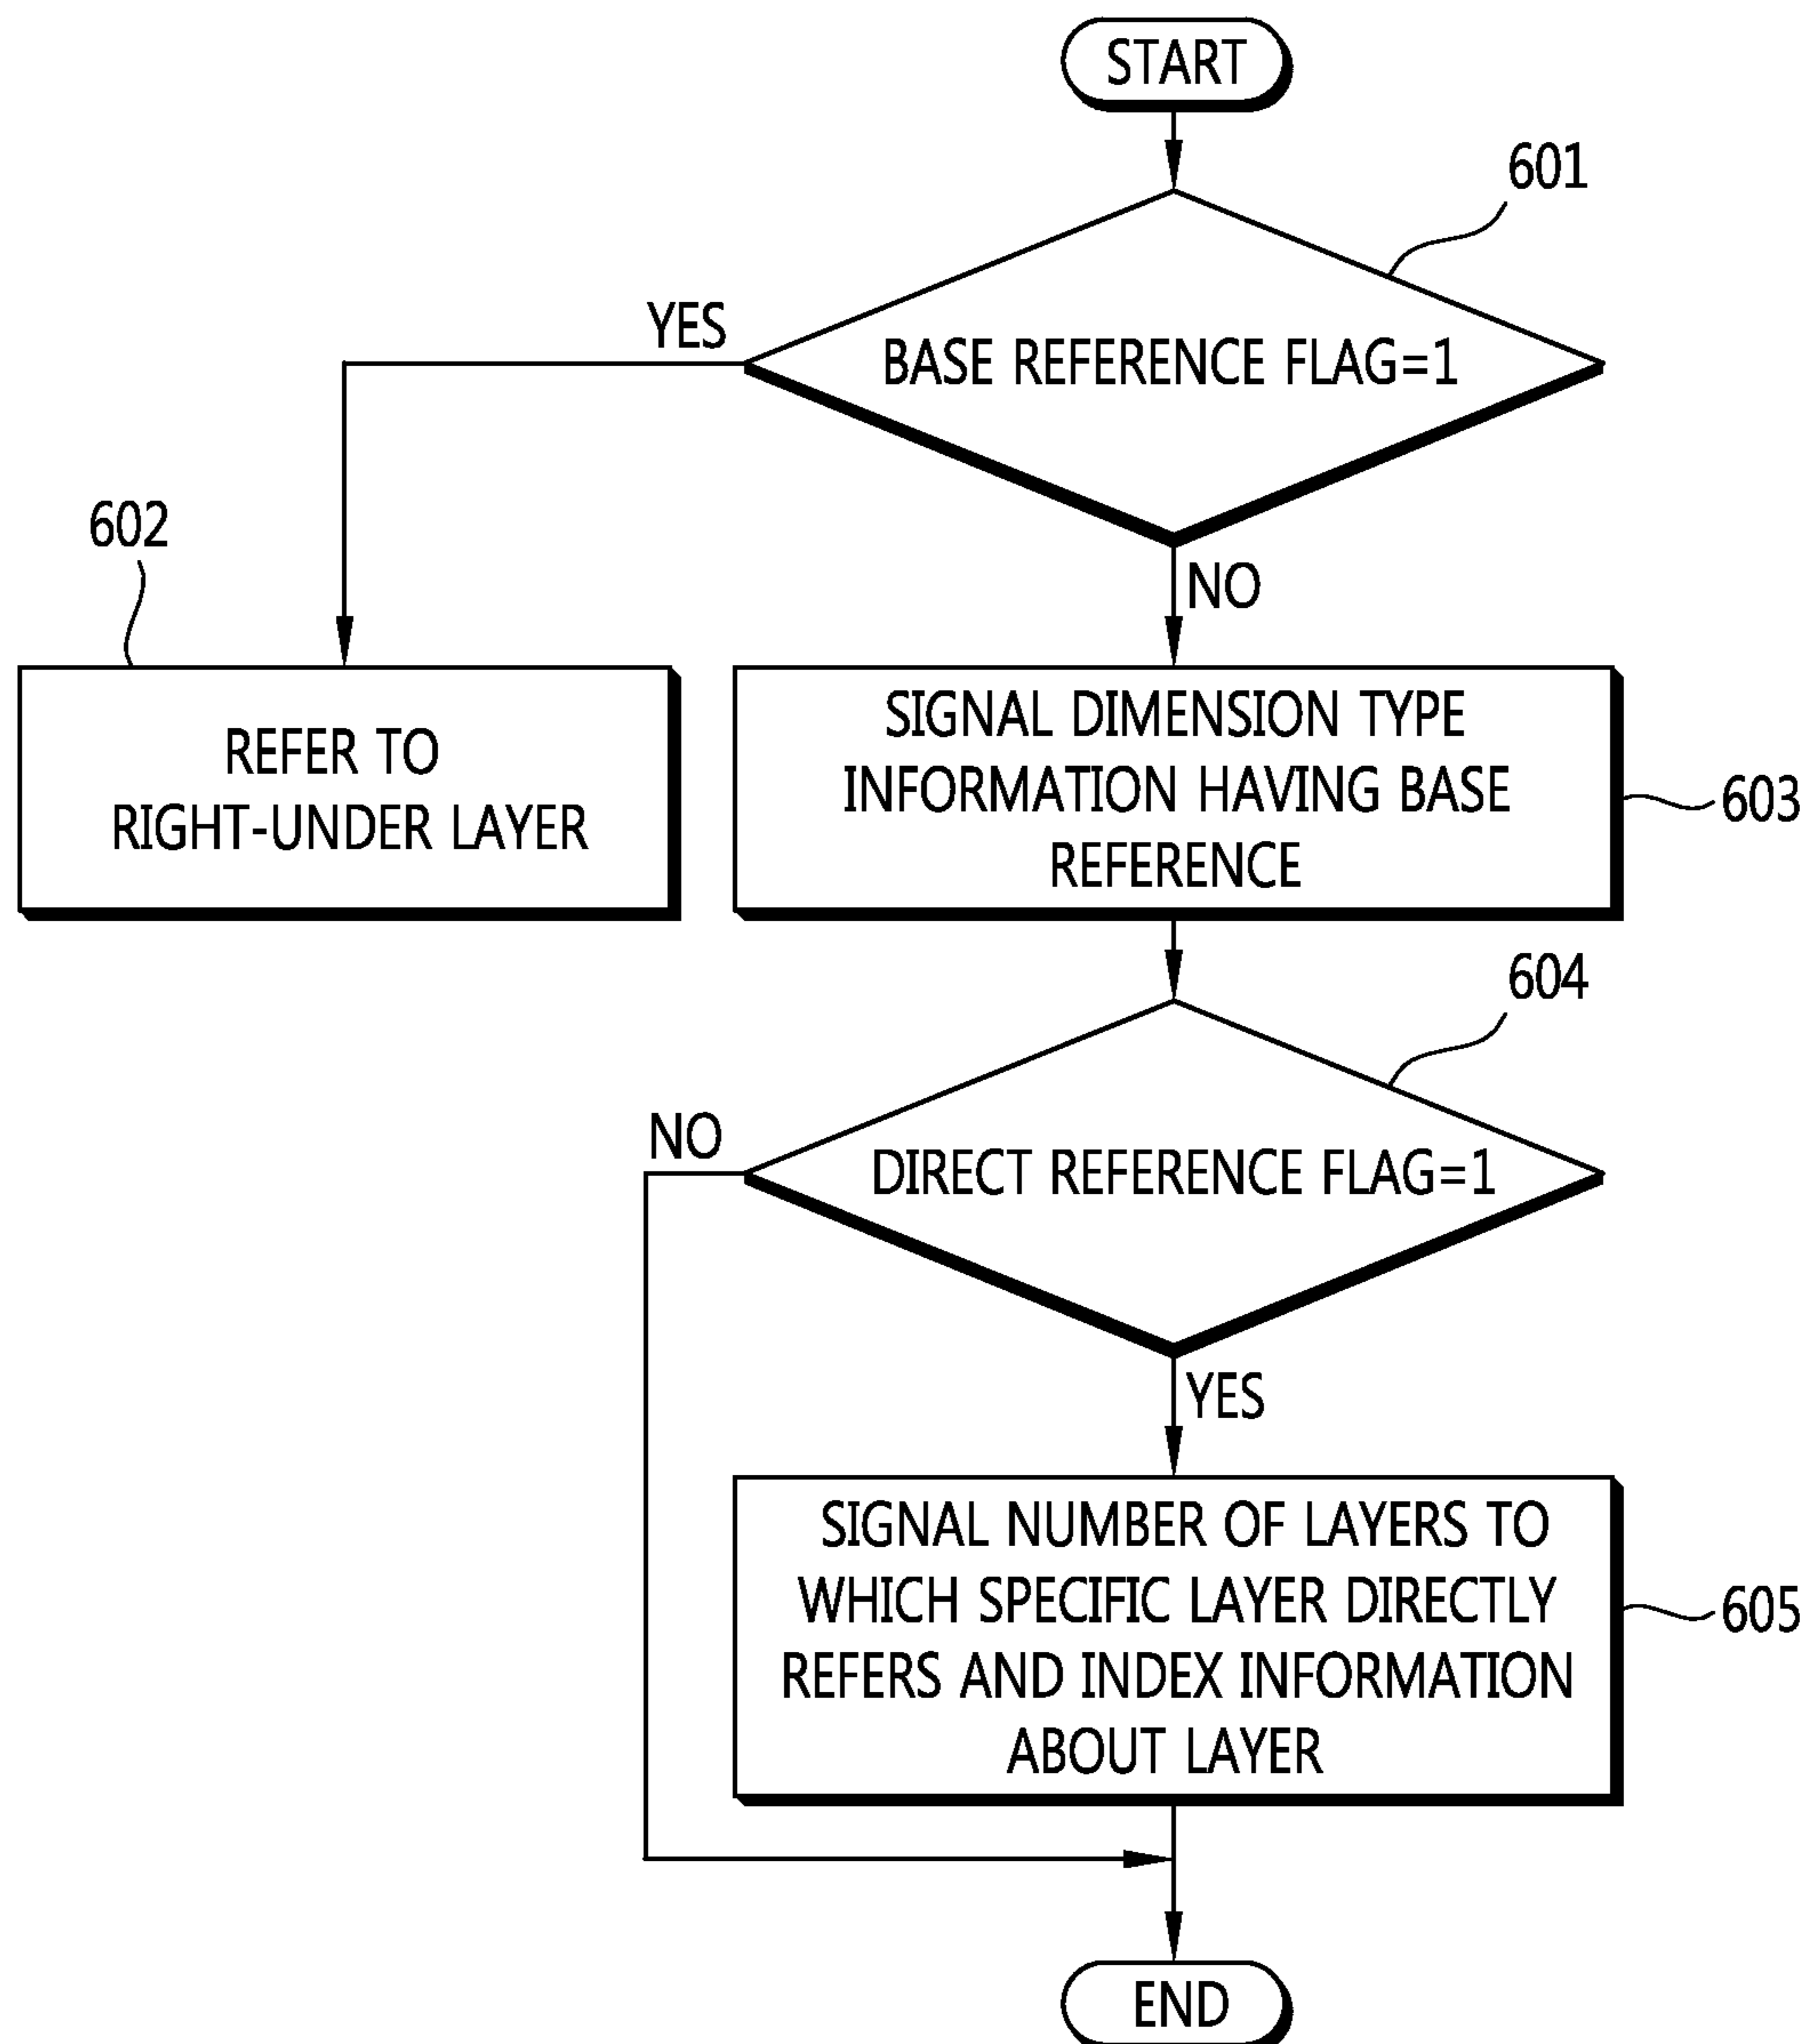 START
601
BASE REFERENCE FLAG=1
YES
NO
602
REFER TO
RIGHT-UNDER LAYER
SIGNAL DIMENSION TYPE
INFORMATION HAVING BASE
REFERENCE
603
604
DIRECT REFERENCE FLAG=1
NO
YES
SIGNAL NUMBER OF LAYERS TO
WHICH SPECIFIC LAYER DIRECTLY
REFERS AND INDEX INFORMATION
ABOUT LAYER
605
END